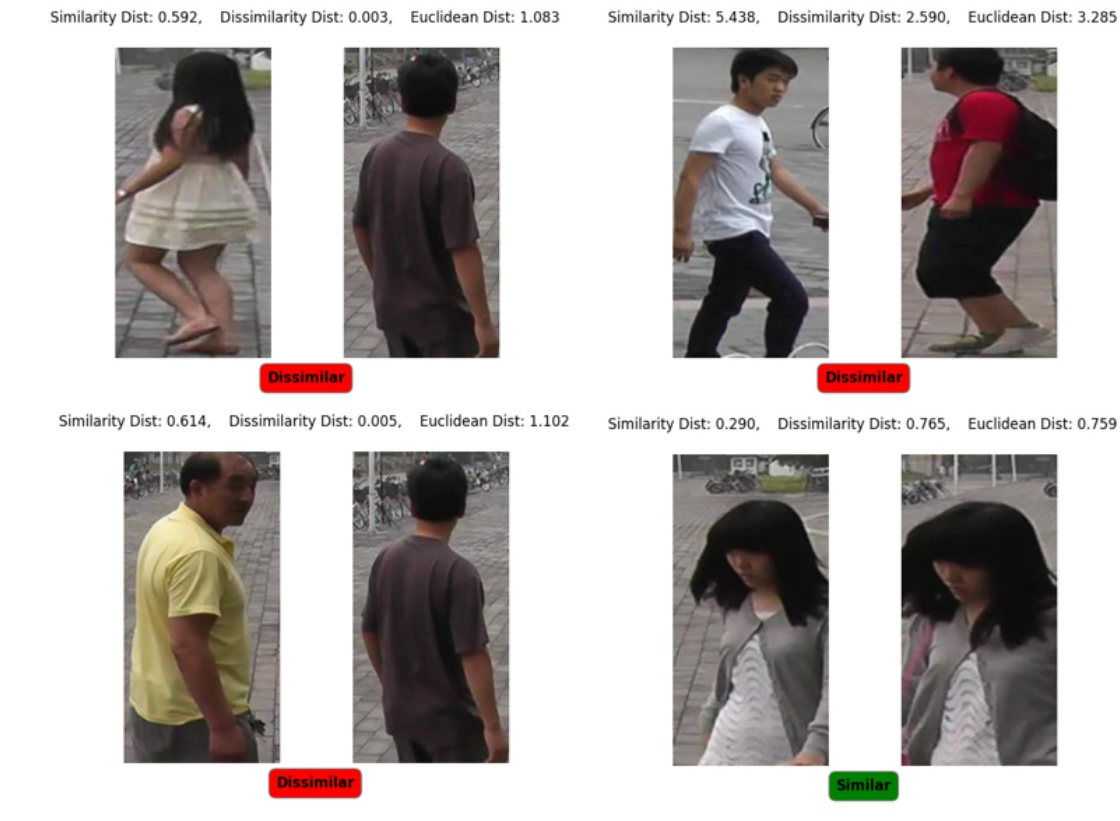 Similarity Dist: 0.592,    Dissimilarity Dist: 0.003,    Euclidean Dist: 1.083
Similarity Dist: 5.438,    Dissimilarity Dist: 2.590,    Euclidean Dist: 3.285
Dissimilar
Dissimilar
Similarity Dist: 0.614,    Dissimilarity Dist: 0.005,    Euclidean Dist: 1.102
Similarity Dist: 0.290,    Dissimilarity Dist: 0.765,    Euclidean Dist: 0.759
Dissimilar
Similar